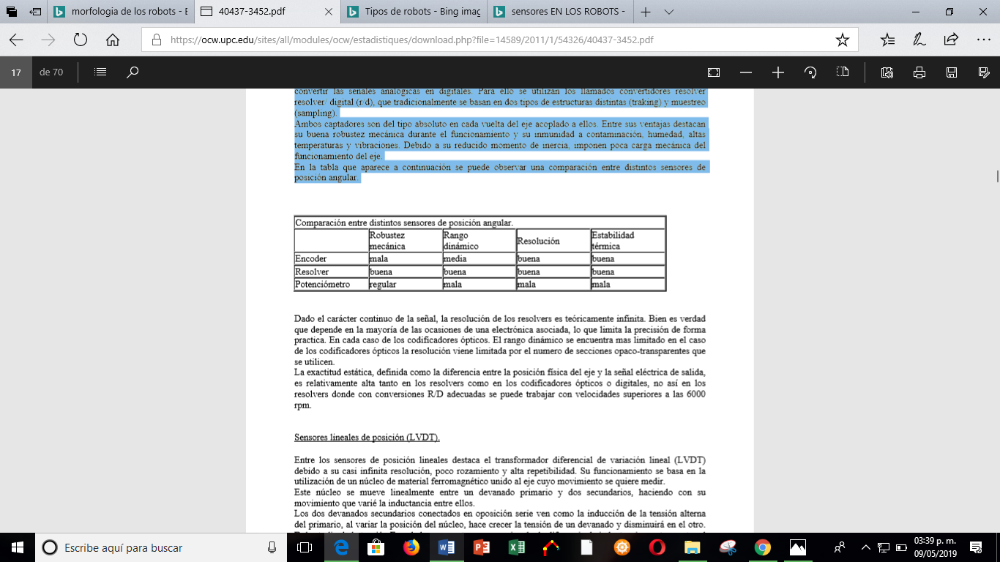 morfologia de los robots - E
40437-3452.pdf
Tipos de robots - Bing imag
sensores EN LOS ROBOTS -
https://ocw.upc.edu/sites/all/modules/ocw/estadistiques/download.php?file=14589/2011/1/54326/40437-3452.pdf
17 de 70
convertir las señales analógicas en digitales. Para ello se utilizan los llamados convertidores resolver
resolver/ digital (r/d), que tradicionalmente se basan en dos tipos de estructuras distintas (traking) y muestreo
(sampling).
Ambos captadores son del tipo absoluto en cada vuelta del eje acoplado a ellos. Entre sus ventajas destacan
su buena robustez mecánica durante el funcionamiento y su inmunidad a contaminación, humedad, altas
temperaturas y vibraciones. Debido a su reducido momento de inercia, imponen poca carga mecánica del
funcionamiento del eje.
En la tabla que aparece a continuación se puede observar una comparación entre distintos sensores de
posición angular.
Comparación entre distintos sensores de posición angular.
Robustez mecánica Rango dinámico Resolución Estabilidad térmica
Encoder mala media buena buena
Resolver buena buena buena buena
Potenciómetro regular mala mala mala
Dado el carácter continuo de la señal, la resolución de los resolvers es teóricamente infinita. Bien es verdad
que depende en la mayoría de las ocasiones de una electrónica asociada, lo que limita la precisión de forma
practica. En cada caso de los codificadores ópticos. El rango dinámico se encuentra mas limitado en el caso
de los codificadores ópticos la resolución viene limitada por el numero de secciones opaco-transparentes que
se utilicen.
La exactitud estática, definida como la diferencia entre la posición física del eje y la señal eléctrica de salida,
es relativamente alta tanto en los resolvers como en los codificadores ópticos o digitales, no así en los
resolvers donde con conversiones R/D adecuadas se puede trabajar con velocidades superiores a las 6000
rpm.
Sensores lineales de posición (LVDT).
Entre los sensores de posición lineales destaca el transformador diferencial de variación lineal (LVDT)
debido a su casi infinita resolución, poco rozamiento y alta repetibilidad. Su funcionamiento se basa en la
utilización de un núcleo de material ferromagnético unido al eje cuyo movimiento se quiere medir.
Este núcleo se mueve linealmente entre un devanado primario y dos secundarios, haciendo con su
movimiento que varié la inductancia entre ellos.
Los dos devanados secundarios conectados en oposición serie ven como la inducción de la tensión alterna
del primario, al variar la posición del núcleo, hace crecer la tensión de un devanado y disminuirá en el otro.
Escribe aquí para buscar
03:39 p. m.
09/05/2019